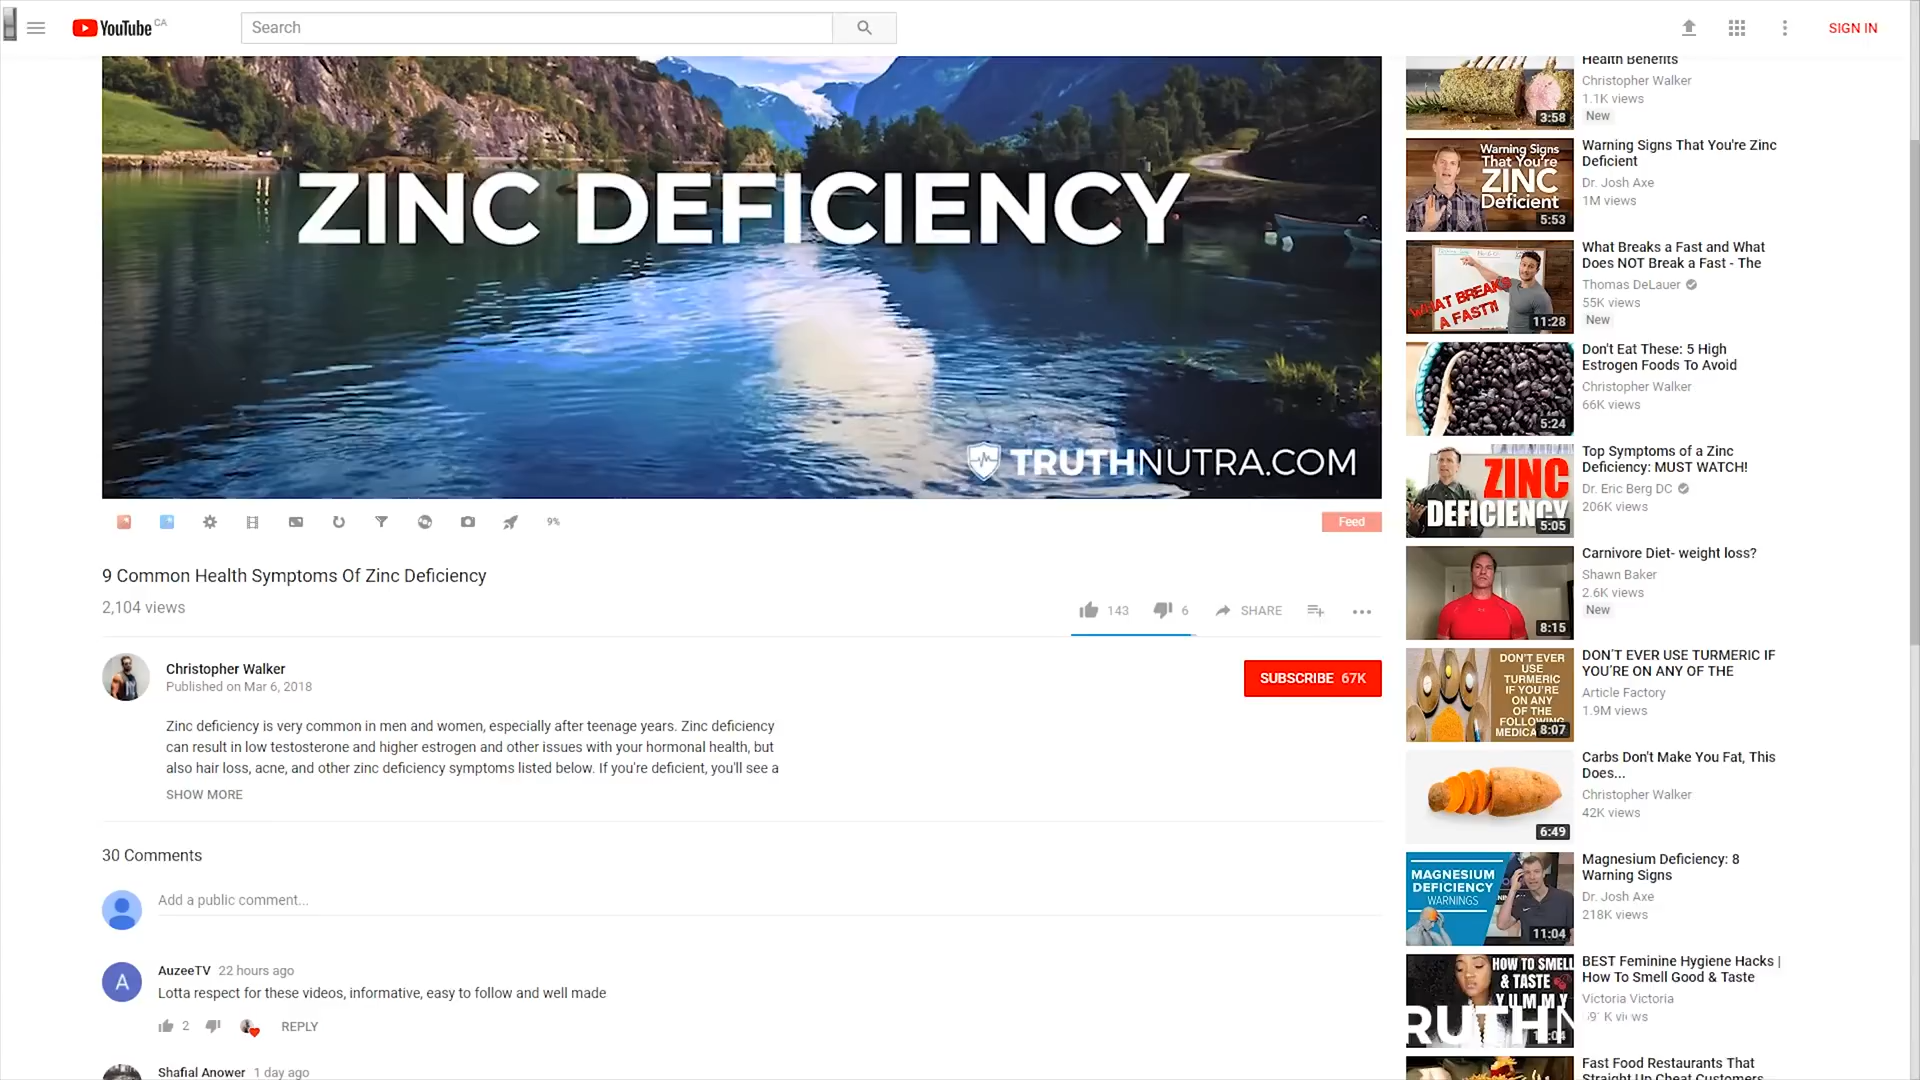 YouTube CA
Search
SIGN IN
ZINC DEFICIENCY
TRUTHNUTRA.COM
9%
Feed
9 Common Health Symptoms Of Zinc Deficiency
2,104 views
143
6
SHARE
Christopher Walker
Published on Mar 6, 2018
SUBSCRIBE 67K
Zinc deficiency is very common in men and women, especially after teenage years. Zinc deficiency
can result in low testosterone and higher estrogen and other issues with your hormonal health, but
also hair loss, acne, and other zinc deficiency symptoms listed below. If you're deficient, you'll see a
SHOW MORE
30 Comments
Add a public comment...
A
AuzeeTV 22 hours ago
Lotta respect for these videos, informative, easy to follow and well made
2
REPLY
Shafial Anower 1 day ago
3:58
Health Benefits
Christopher Walker
1.1K views
New
Warning Signs
That You're
ZINC
Deficient
5:53
Warning Signs That You're Zinc
Deficient
Dr. Josh Axe
1M views
WHAT BREAKS
A FAST?!
11:28
What Breaks a Fast and What
Does NOT Break a Fast - The
Thomas DeLauer
55K views
New
5:24
Don't Eat These: 5 High
Estrogen Foods To Avoid
Christopher Walker
66K views
ZINC
DEFICIENCY
5:05
Top Symptoms of a Zinc
Deficiency: MUST WATCH!
Dr. Eric Berg DC
206K views
8:15
Carnivore Diet- weight loss?
Shawn Baker
2.6K views
New
DON'T EVER
USE
TURMERIC
IF YOU'RE
ON ANY
OF THE
FOLLOWING
8:07
DON'T EVER USE TURMERIC IF
YOU'RE ON ANY OF THE
Article Factory
1.9M views
6:49
Carbs Don't Make You Fat, This
Does...
Christopher Walker
42K views
MAGNESIUM
DEFICIENCY
WARNINGS
11:04
Magnesium Deficiency: 8
Warning Signs
Dr. Josh Axe
218K views
HOW TO SMELL
& TASTE
YUMMY
BEST Feminine Hygiene Hacks |
How To Smell Good & Taste
Victoria Victoria
Fast Food Restaurants That
Straight Up Cheat Customers